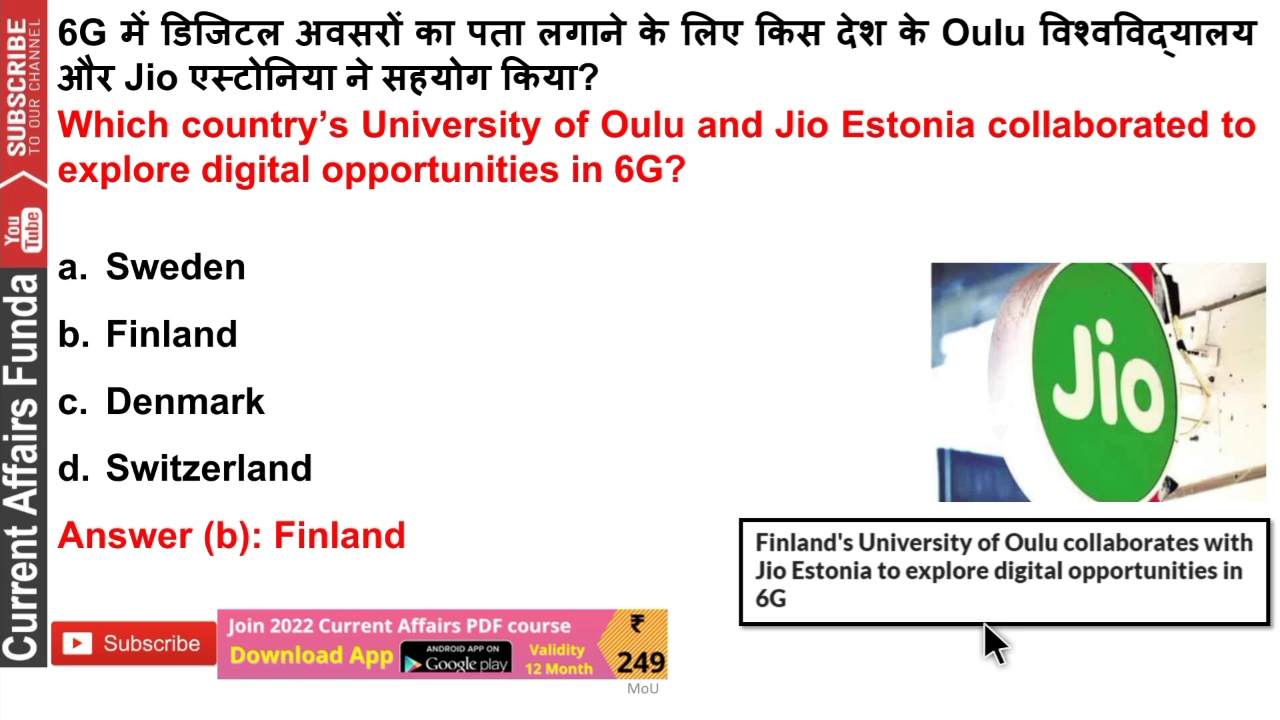 6G में डिजिटल अवसरों का पता लगाने के लिए किस देश के Oulu विश्वविद्यालय
और Jio एस्टोनिया ने सहयोग किया?
Which country’s University of Oulu and Jio Estonia collaborated to
explore digital opportunities in 6G?
a. Sweden
b. Finland
c. Denmark
d. Switzerland
Answer (b): Finland
Jio
Finland's University of Oulu collaborates with
Jio Estonia to explore digital opportunities in
6G
Subscribe
Join 2022 Current Affairs PDF course
Download App
ANDROID APP ON
Google play
Validity
12 Month
₹
249
MoU
SUBSCRIBE
TO OUR CHANNEL
You
Tube
Current Affairs Funda